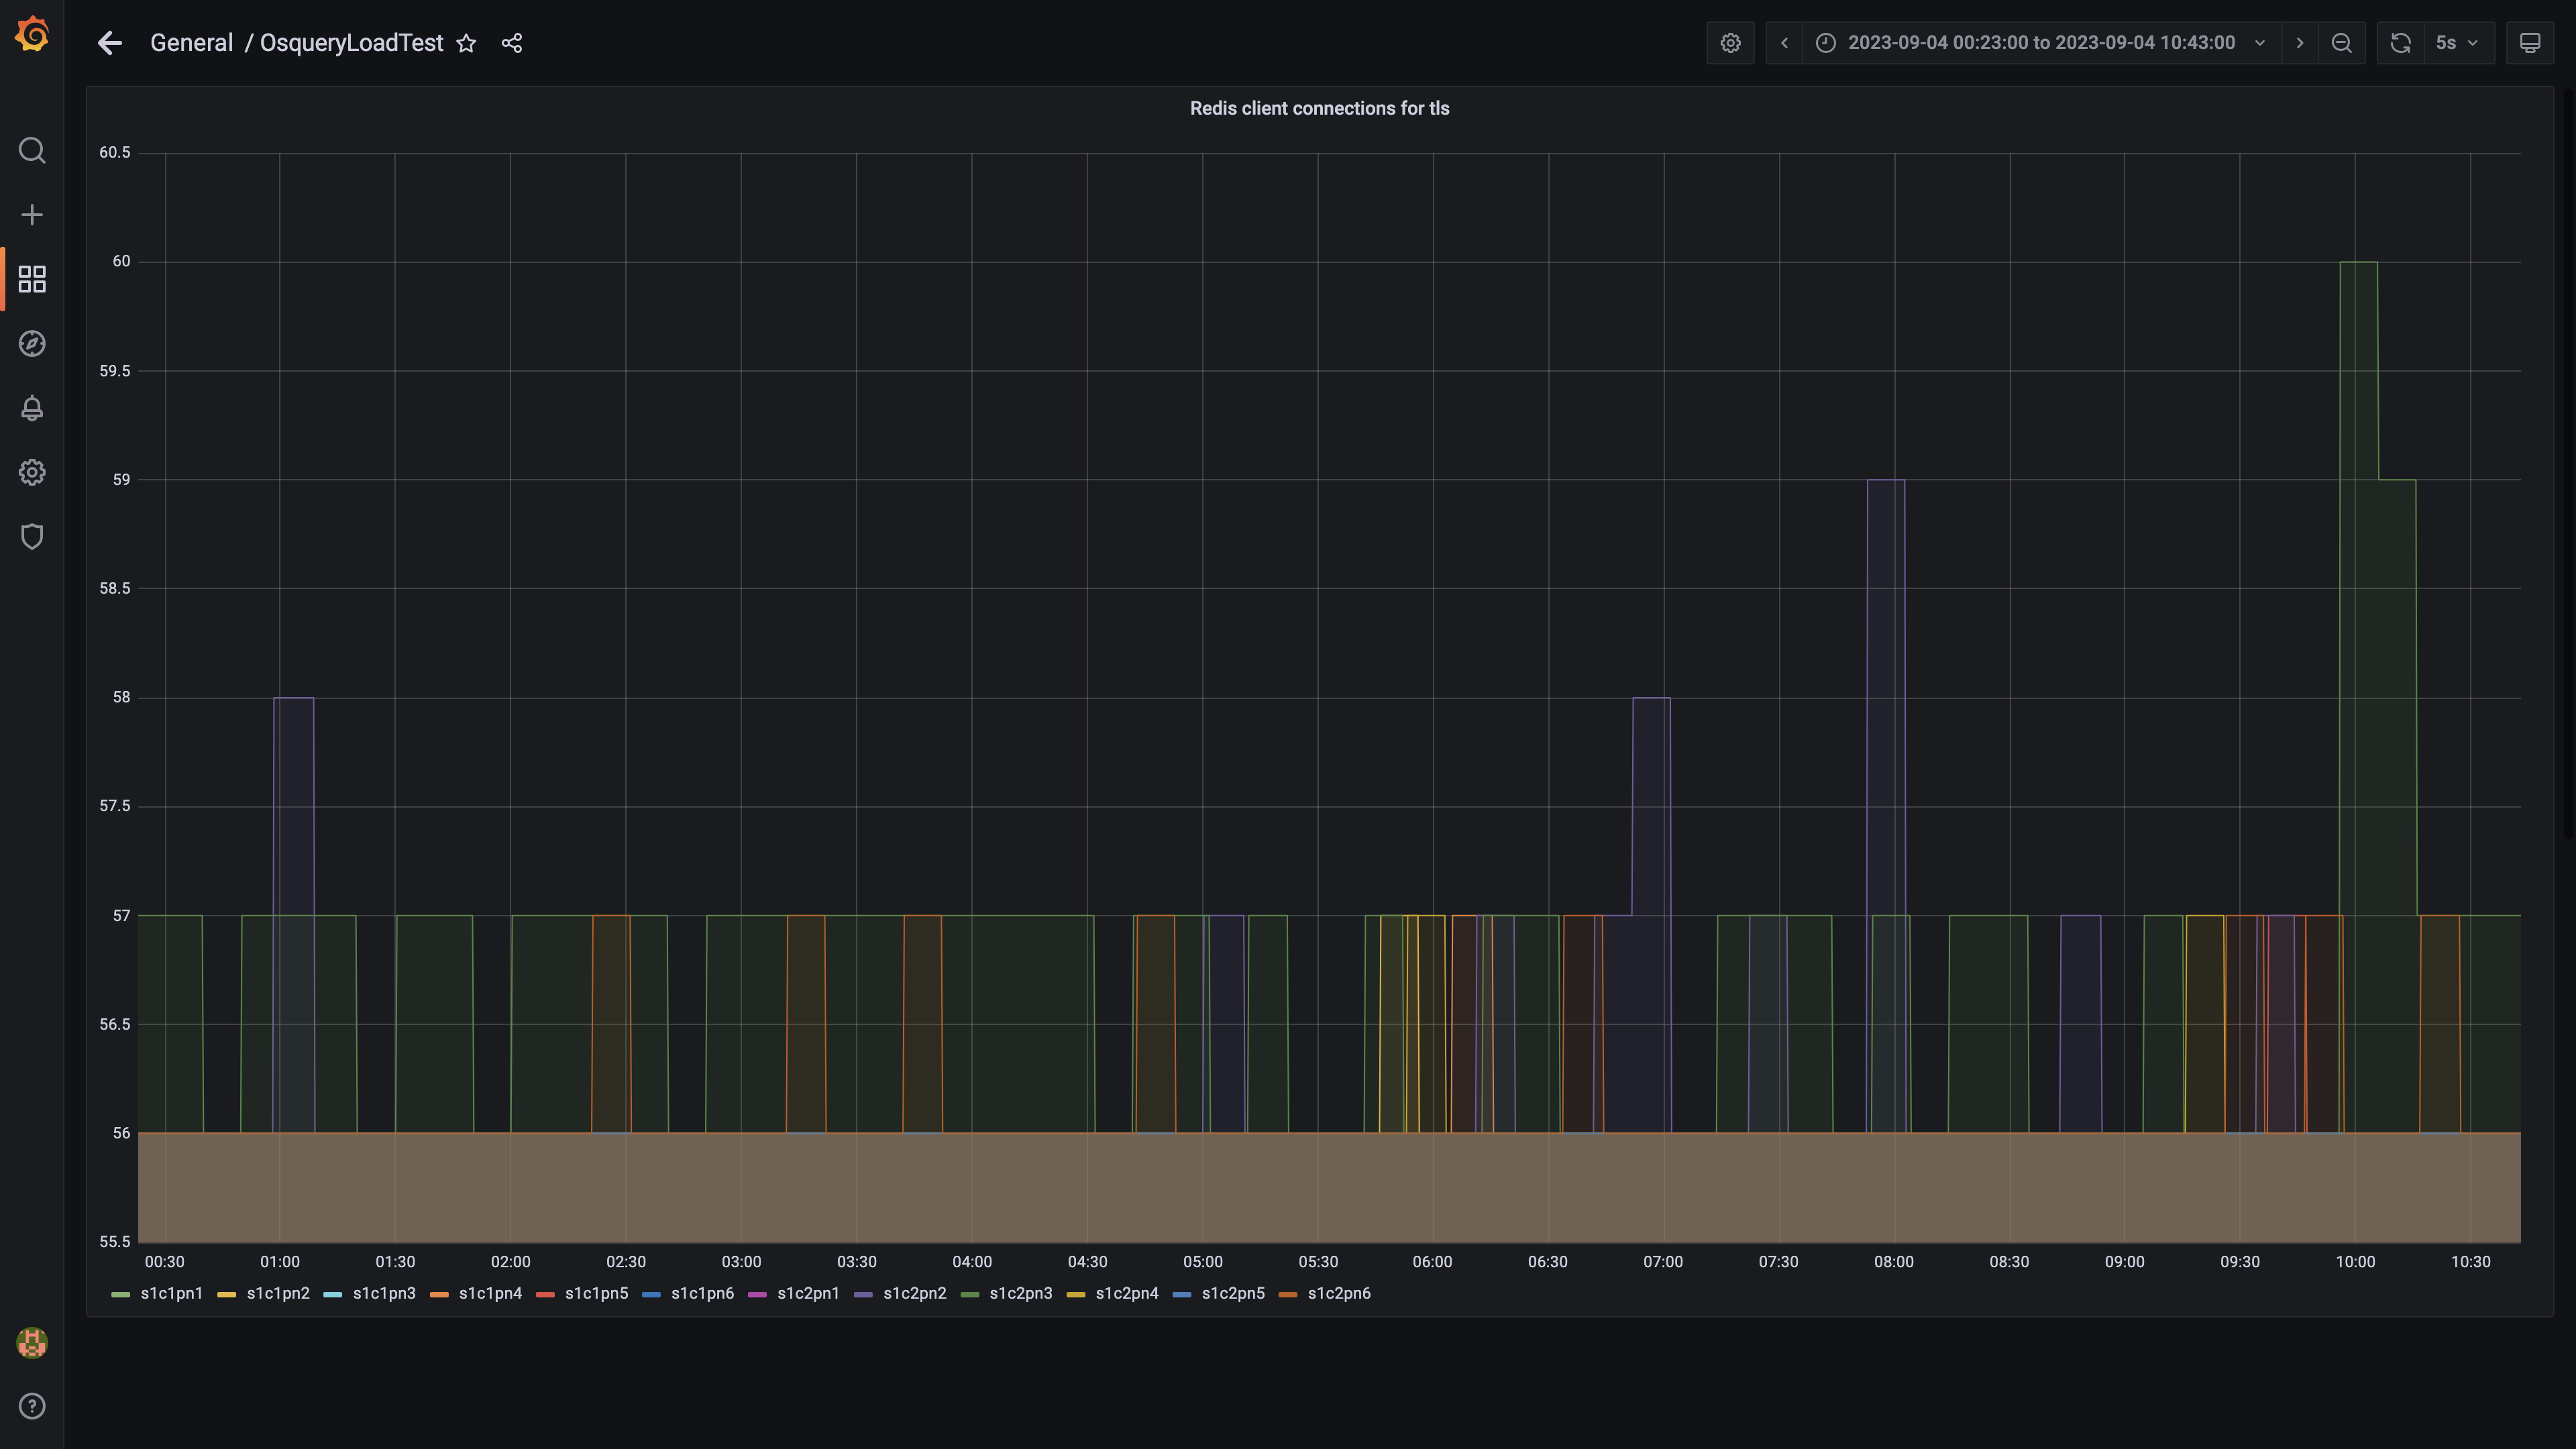 General / OsqueryLoadTest
2023-09-04 00:23:00 to 2023-09-04 10:43:00
5s
Redis client connections for tls
60.5
60
59.5
59
58.5
58
57.5
57
56.5
56
55.5
00:30 01:00 01:30 02:00 02:30 03:00 03:30 04:00 04:30 05:00 05:30 06:00 06:30 07:00 07:30 08:00 08:30 09:00 09:30 10:00 10:30
s1c1pn1 s1c1pn2 s1c1pn3 s1c1pn4 s1c1pn5 s1c1pn6 s1c2pn1 s1c2pn2 s1c2pn3 s1c2pn4 s1c2pn5 s1c2pn6